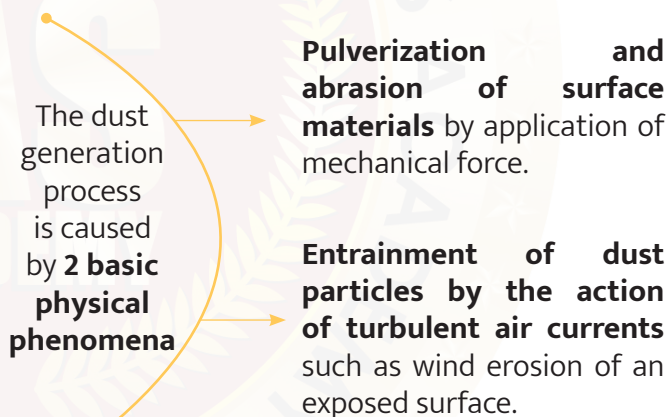 The dust
generation
process
is caused
by 2 basic
physical
phenomena
Pulverization and
abrasion of surface
materials by application of
mechanical force.
Entrainment of dust
particles by the action
of turbulent air currents
such as wind erosion of an
exposed surface.